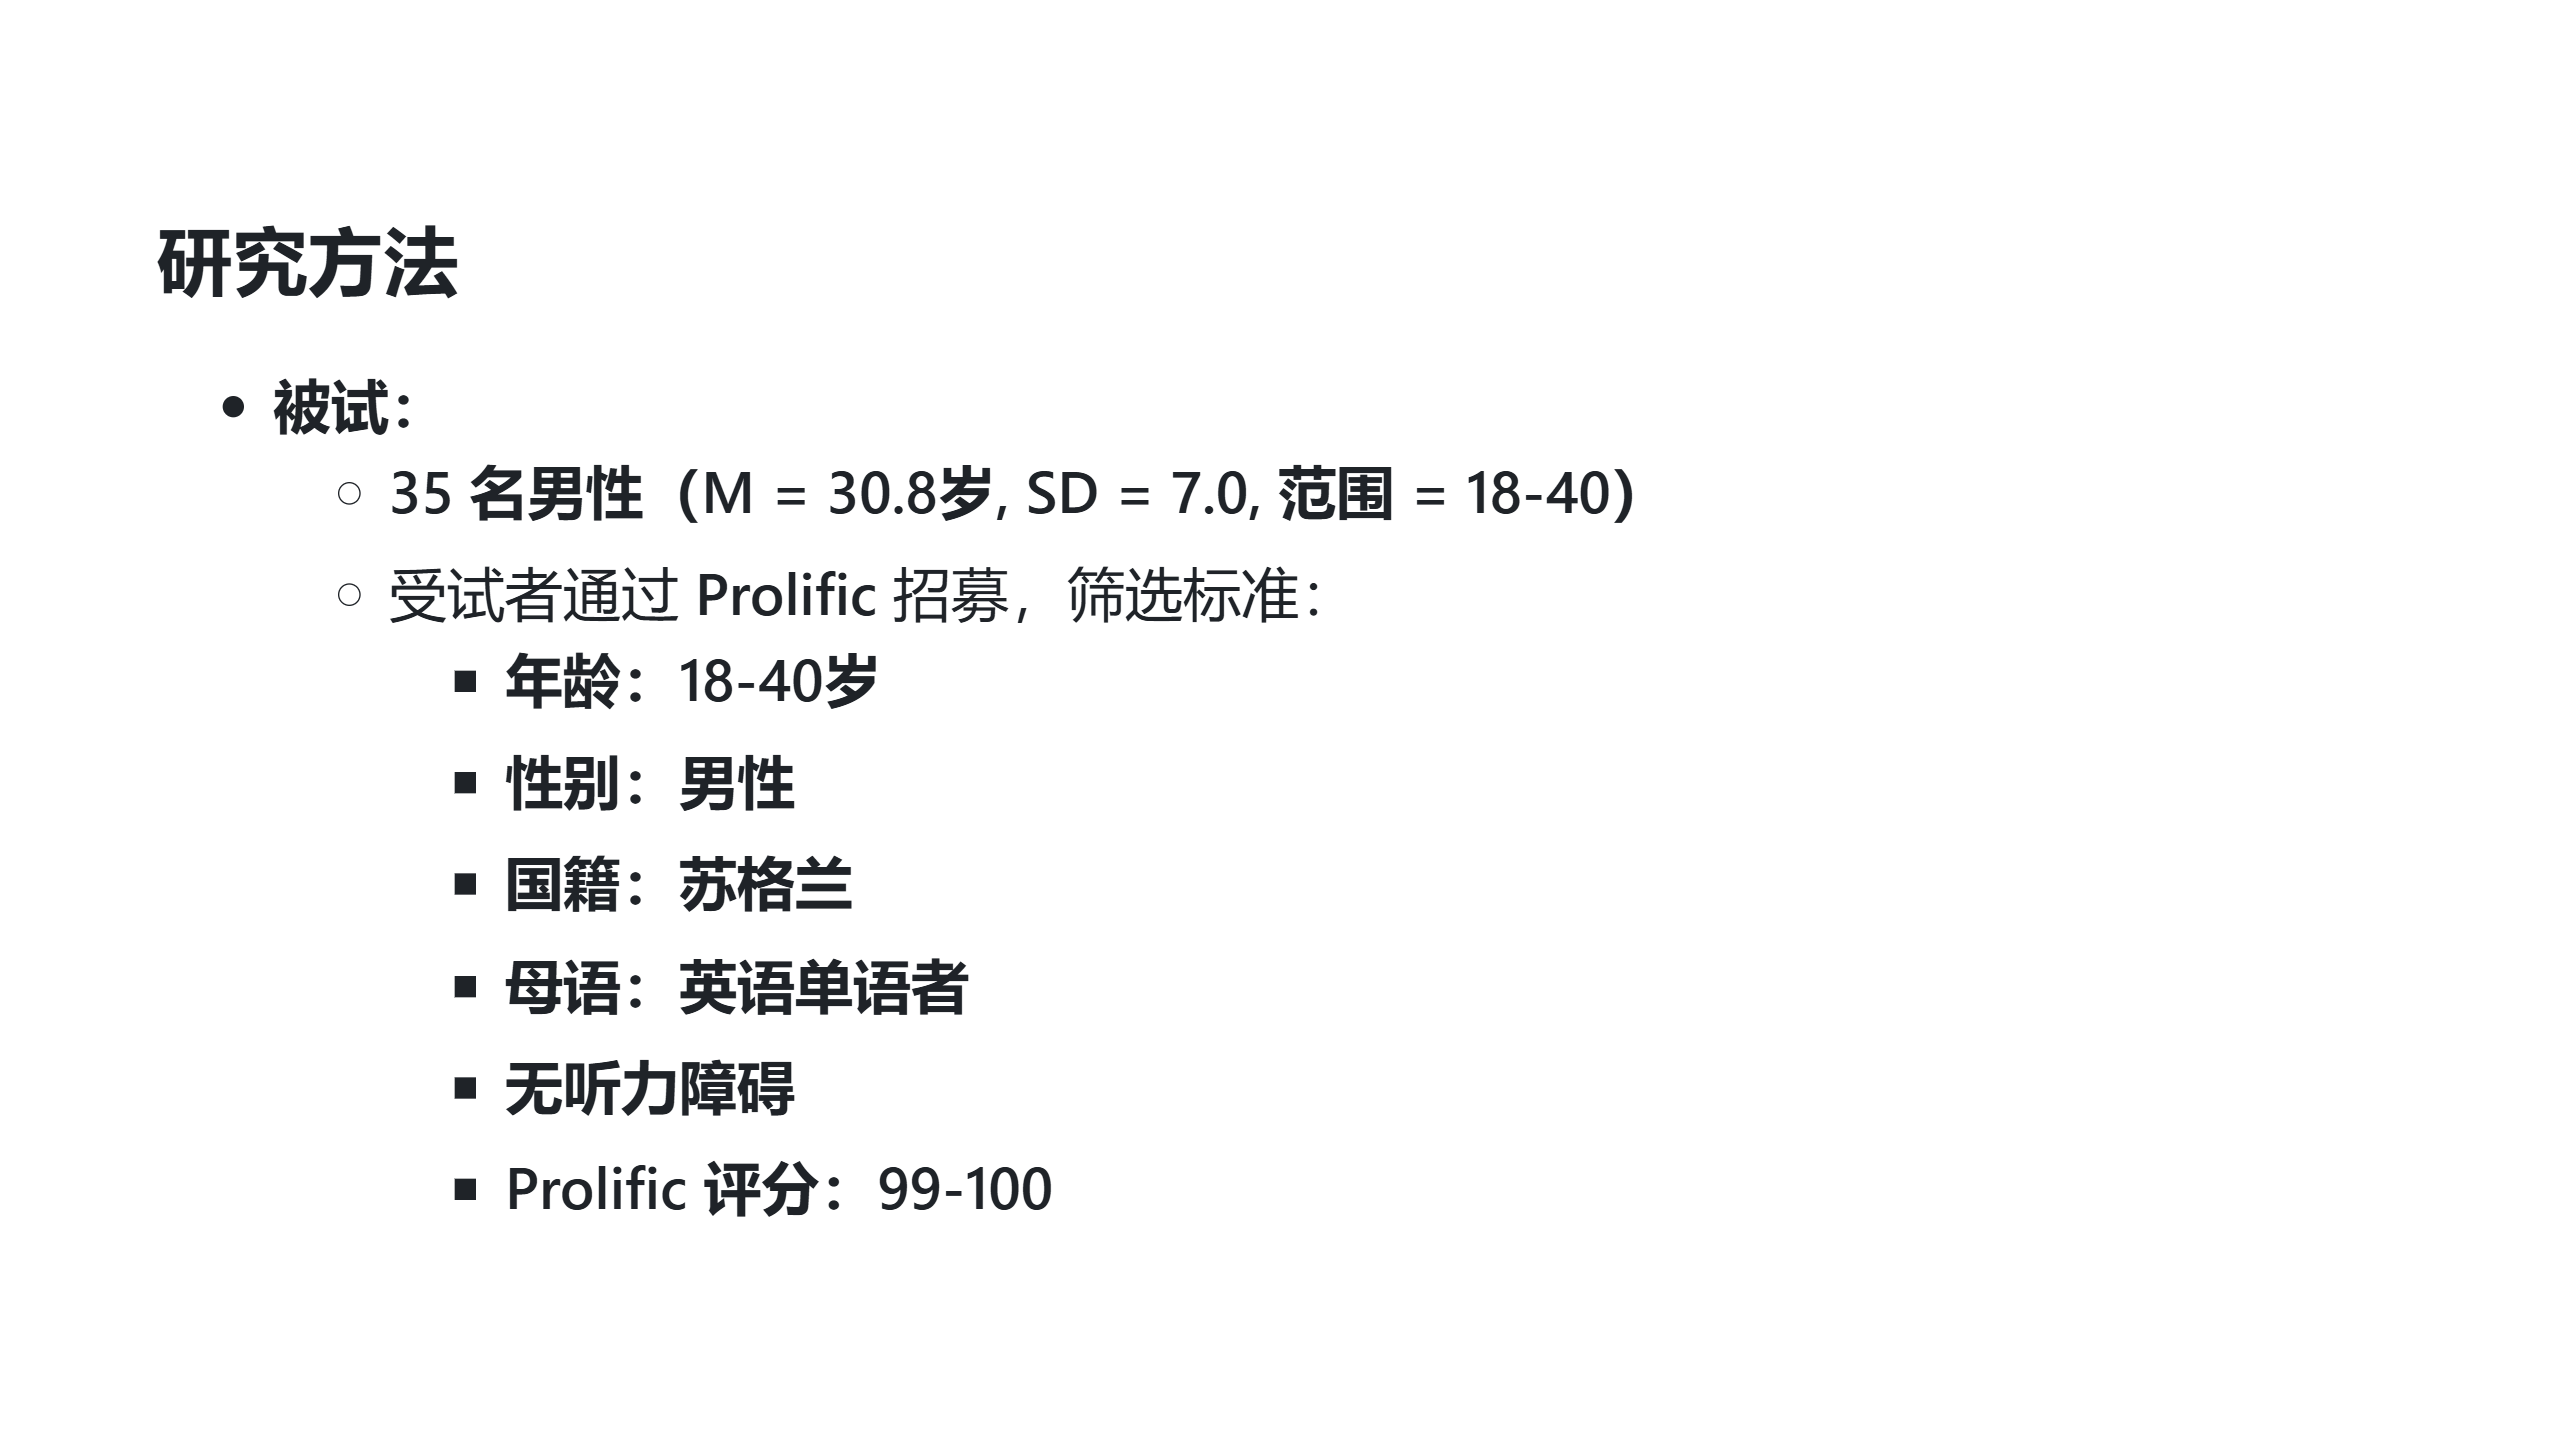 研究方法
• 被试：
○ 35 名男性（M = 30.8岁, SD = 7.0, 范围 = 18-40）
○ 受试者通过 Prolific 招募，筛选标准：
▪ 年龄：18-40岁
▪ 性别：男性
▪ 国籍：苏格兰
▪ 母语：英语单语者
▪ 无听力障碍
▪ Prolific 评分：99-100